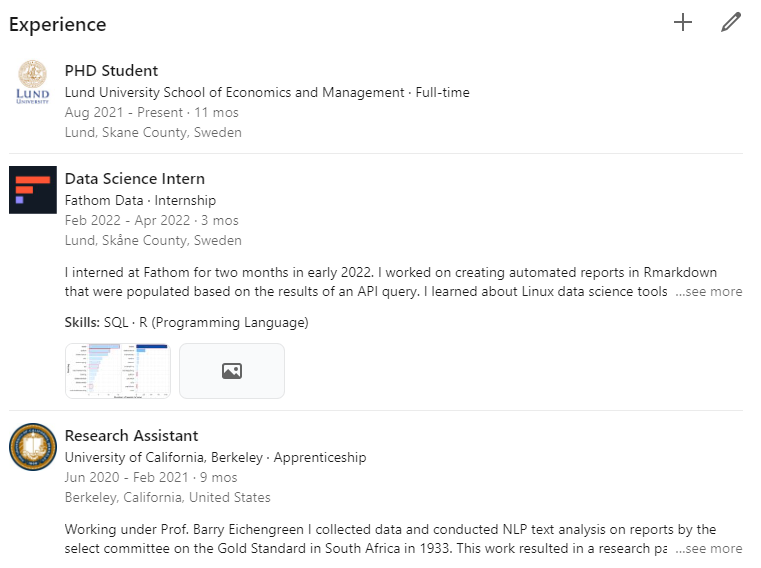 Experience
LUND
UNIVERSITY
PHD Student
Lund University School of Economics and Management · Full-time
Aug 2021 - Present · 11 mos
Lund, Skane County, Sweden
Data Science Intern
Fathom Data · Internship
Feb 2022 - Apr 2022 · 3 mos
Lund, Skåne County, Sweden
I interned at Fathom for two months in early 2022. I worked on creating automated reports in Rmarkdown
that were populated based on the results of an API query. I learned about Linux data science tools ...see more
Skills: SQL · R (Programming Language)
Research Assistant
University of California, Berkeley · Apprenticeship
Jun 2020 - Feb 2021 · 9 mos
Berkeley, California, United States
Working under Prof. Barry Eichengreen I collected data and conducted NLP text analysis on reports by the
select committee on the Gold Standard in South Africa in 1933. This work resulted in a research pa ...see more